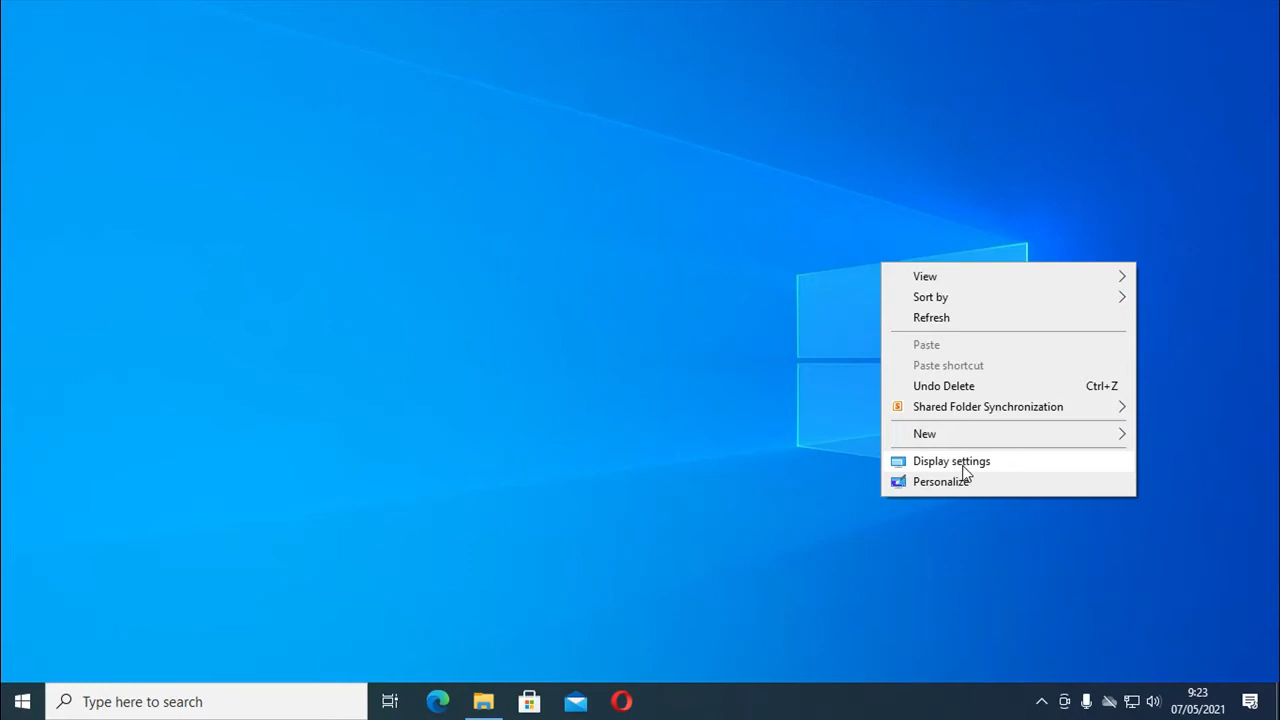 View
Sort by
Refresh
Paste
Paste shortcut
Undo Delete Ctrl+Z
Shared Folder Synchronization
New
Display settings
Personalize
Type here to search
9:23
07/05/2021